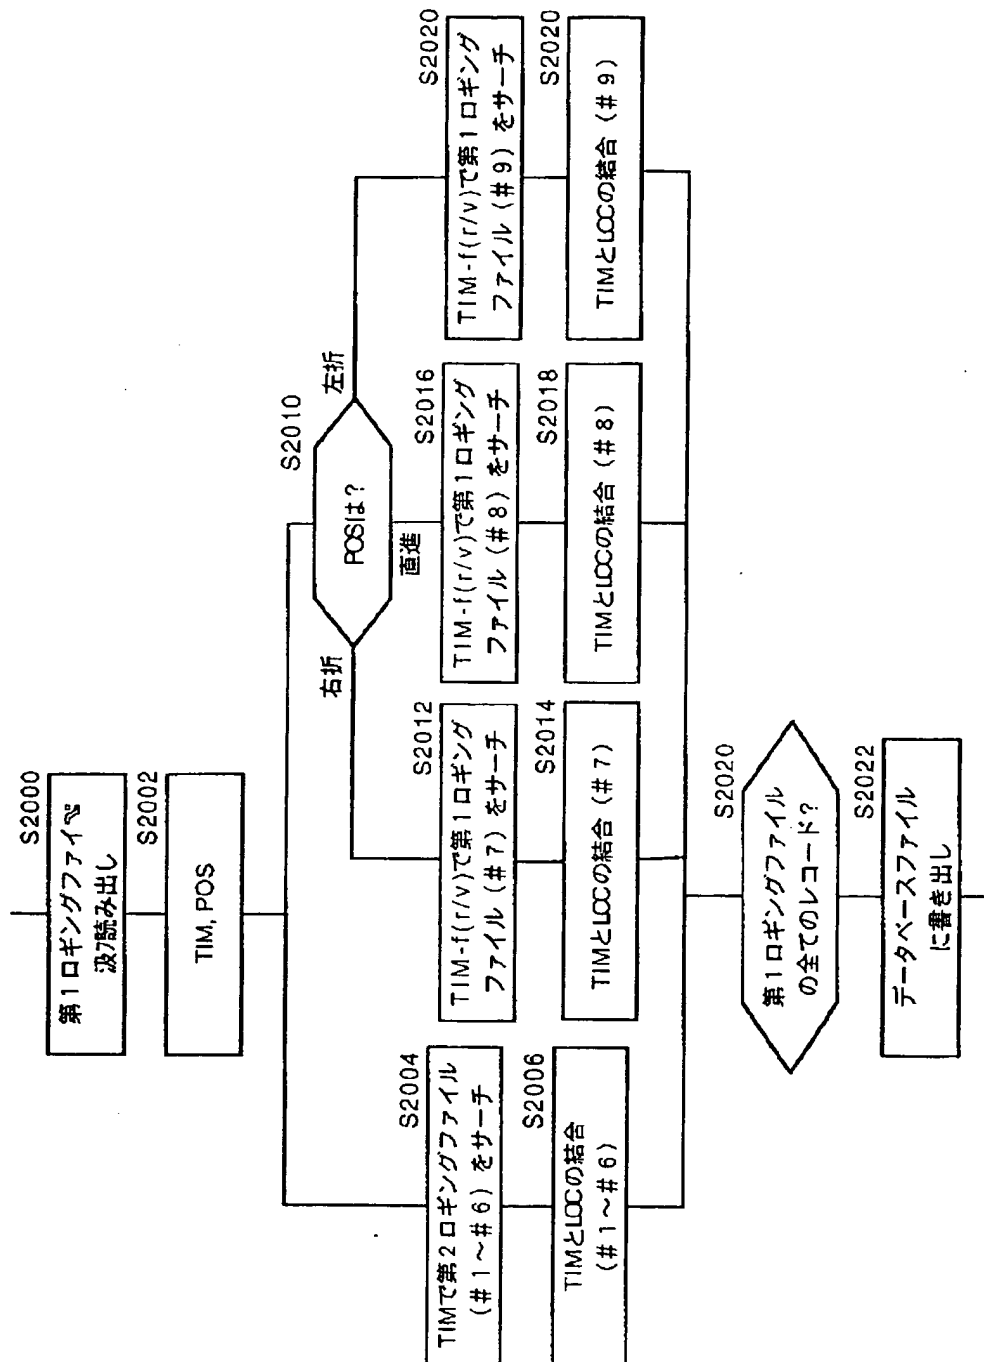 S2000
第1ロギングファイル
読み出し
S2002
TIM, POS
S2004
TIMで第2ロギングファイル
(#1～#6) をサーチ
S2006
TIMとLOCの結合
(#1～#6)
S2010
POSIは?
右折
直進
左折
S2012
TIM-f(r/v)で第1ロギング
ファイル (#7) をサーチ
S2014
TIMとLOCの結合 (#7)
S2016
TIM-f(r/v)で第1ロギング
ファイル (#8) をサーチ
S2018
TIMとLOCの結合 (#8)
S2020
TIM-f(r/v)で第1ロギング
ファイル (#9) をサーチ
S2020
TIMとLOCの結合 (#9)
S2020
第1ロギングファイル
の全てのレコード?
S2022
データベースファイル
に書き出し